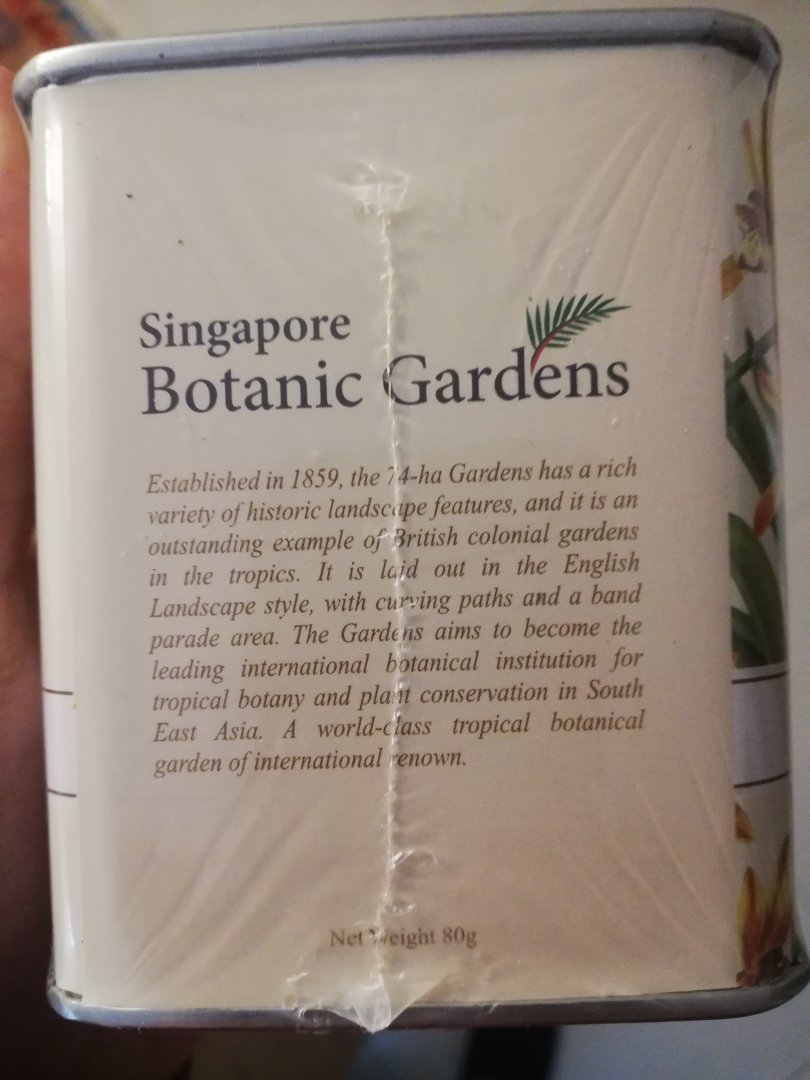 Singapore
Botanic Gardens
Established in 1859, the 74-ha Gardens has a rich
variety of historic landscape features, and it is an
outstanding example of British colonial gardens
in the tropics. It is laid out in the English
Landscape style, with curving paths and a band
parade area. The Gardens aims to become the
leading international botanical institution for
tropical botany and plant conservation in South
East Asia. A world-class tropical botanical
garden of international renown.
Net Weight 80g